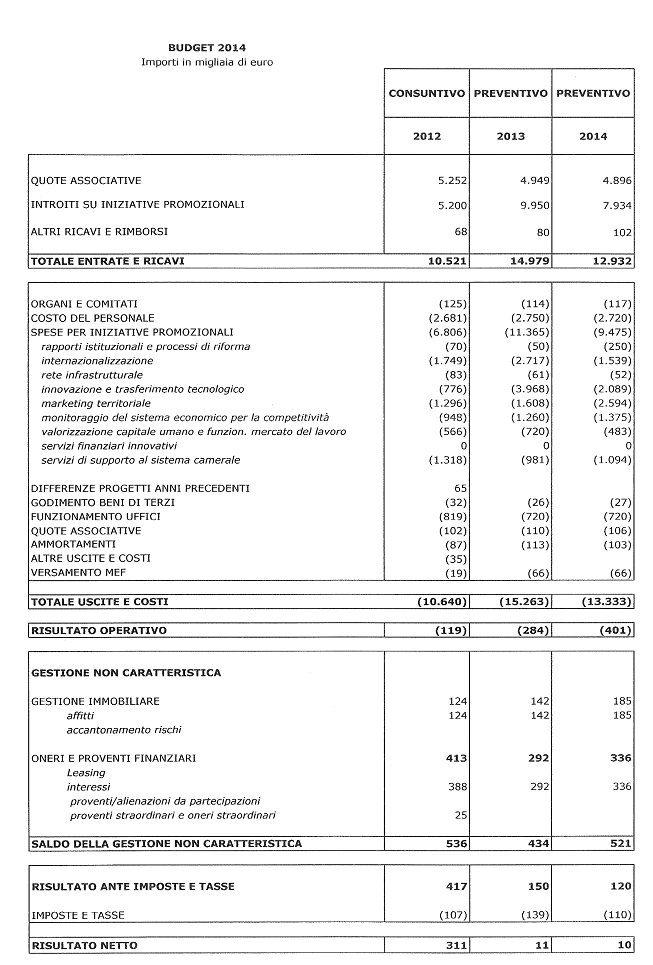 BUDGET 2014
Importi in migliaia di euro
CONSUNTIVO PREVENTIVO PREVENTIVO
2012 2013 2014
QUOTE ASSOCIATIVE 5.252 4.949 4.896
INTROITI SU INIZIATIVE PROMOZIONALI 5.200 9.950 7.934
ALTRI RICAVI E RIMBORSI 68 80 102
TOTALE ENTRATE E RICAVI 10.521 14.979 12.932
ORGANI E COMITATI (125) (114) (117)
COSTO DEL PERSONALE (2.681) (2.750) (2.720)
SPESE PER INIZIATIVE PROMOZIONALI (6.806) (11.365) (9.475)
rapporti istituzionali e processi di riforma (70) (50) (250)
internazionalizzazione (1.749) (2.717) (1.539)
rete infrastrutturale (83) (61) (52)
innovazione e trasferimento tecnologico (776) (3.968) (2.089)
marketing territoriale (1.296) (1.608) (2.594)
monitoraggio del sistema economico per la competitività (948) (1.260) (1.375)
valorizzazione capitale umano e funzion. mercato del lavoro (566) (720) (483)
servizi finanziari innovativi 0 0 0
servizi di supporto al sistema camerale (1.318) (981) (1.094)
DIFFERENZE PROGETTI ANNI PRECEDENTI 65
GODIMENTO BENI DI TERZI (32) (26) (27)
FUNZIONAMENTO UFFICI (819) (720) (720)
QUOTE ASSOCIATIVE (102) (110) (106)
AMMORTAMENTI (87) (113) (103)
ALTRE USCITE E COSTI (35)
VERSAMENTO MEF (19) (66) (66)
TOTALE USCITE E COSTI (10.640) (15.263) (13.333)
RISULTATO OPERATIVO (119) (284) (401)
GESTIONE NON CARATTERISTICA
GESTIONE IMMOBILIARE 124 142 185
affitti 124 142 185
accantonamento rischi
ONERI E PROVENTI FINANZIARI 413 292 336
Leasing
interessi 388 292 336
proventi/alienazioni da partecipazioni
proventi straordinari e oneri straordinari 25
SALDO DELLA GESTIONE NON CARATTERISTICA 536 434 521
RISULTATO ANTE IMPOSTE E TASSE 417 150 120
IMPOSTE E TASSE (107) (139) (110)
RISULTATO NETTO 311 11 10